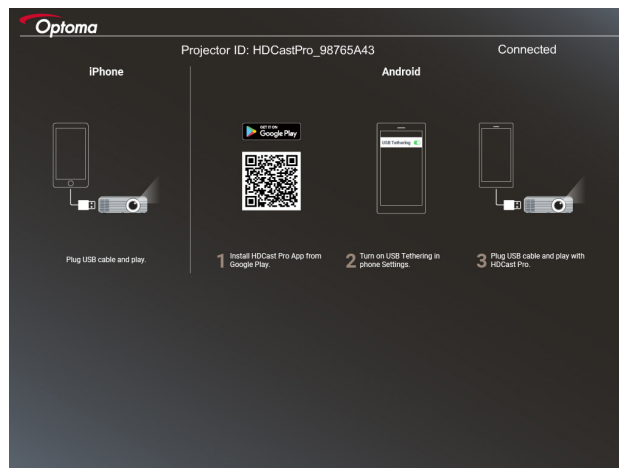 Optoma
Projector ID: HDCastPro_98765A43
Connected
iPhone
Android
GET IT ON
Google Play
USB Tethering
Plug USB cable and play.
1 Install HDCast Pro App from
Google Play.
2 Turn on USB Tethering in
phone Settings.
3 Plug USB cable and play with
HDCast Pro.